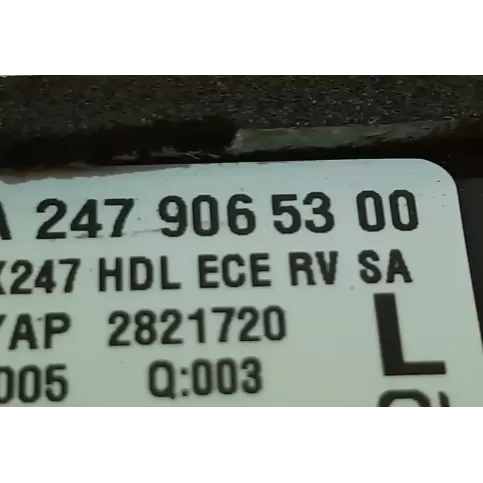 A 247 906 53 00
X247 HDL ECE RV SA
YAP 2821720
005 Q:003
L